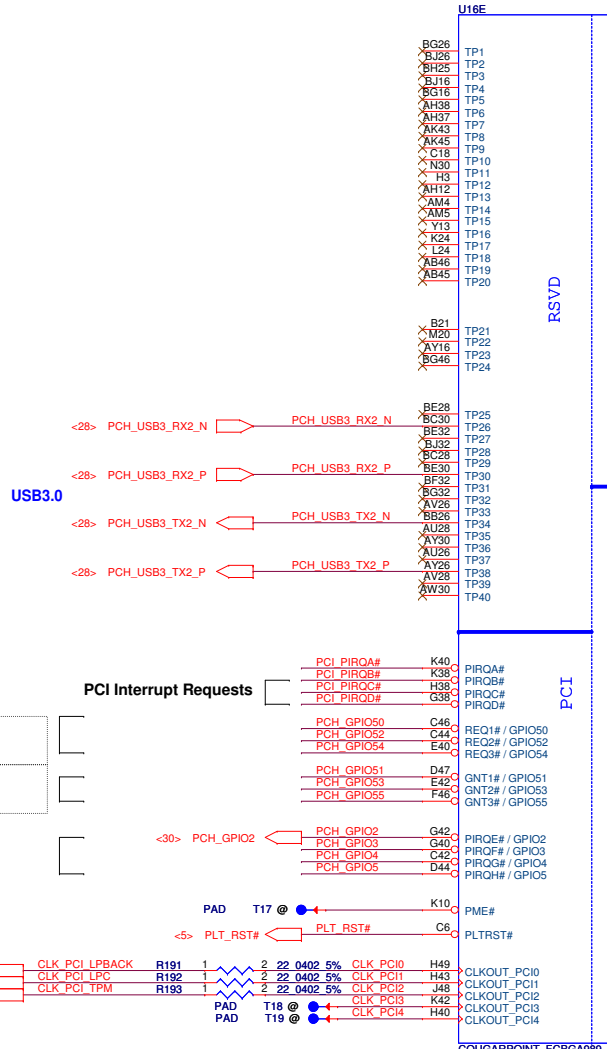 U16E
BG26 TP1
BJ26 TP2
BH25 TP3
BJ16 TP4
BG16 TP5
AH38 TP6
AH37 TP7
AK43 TP8
AK45 TP9
C18 TP10
N30 TP11
H3 TP12
AH12 TP13
AM4 TP14
AM5 TP15
Y13 TP16
K24 TP17
L24 TP18
AB46 TP19
AB45 TP20
RSVD
B21 TP21
M20 TP22
AY16 TP23
BG46 TP24
BE28 TP25
<28> PCH_USB3_RX2_N PCH_USB3_RX2_N BC30 TP26
BE32 TP27
BJ32 TP28
BC28 TP29
<28> PCH_USB3_RX2_P PCH_USB3_RX2_P BE30 TP30
BF32 TP31
USB3.0
BG32 TP32
AV26 TP33
<28> PCH_USB3_TX2_N PCH_USB3_TX2_N BB26 TP34
AU28 TP35
AY30 TP36
AU26 TP37
<28> PCH_USB3_TX2_P PCH_USB3_TX2_P AY26 TP38
AV28 TP39
AW30 TP40
PCI_PIRQA# K40 PIRQA#
PCI_PIRQB# K38 PIRQB#
PCI Interrupt Requests
PCI_PIRQC# H38 PIRQC#
PCI_PIRQD# G38 PIRQD#
PCI
PCH_GPIO50 C46 REQ1# / GPIO50
PCH_GPIO52 C44 REQ2# / GPIO52
PCH_GPIO54 E40 REQ3# / GPIO54
PCH_GPIO51 D47 GNT1# / GPIO51
PCH_GPIO53 E42 GNT2# / GPIO53
PCH_GPIO55 F46 GNT3# / GPIO55
<30> PCH_GPIO2 PCH_GPIO2 G42 PIRQE# / GPIO2
PCH_GPIO3 G40 PIRQF# / GPIO3
PCH_GPIO4 C42 PIRQG# / GPIO4
PCH_GPIO5 D44 PIRQH# / GPIO5
PAD T17 @ K10 PME#
<5> PLT_RST# PLT_RST# C6 PLTRST#
CLK_PCI_LPBACK R191 1 2 22_0402_5% CLK_PCI0 H49 CLKOUT_PCI0
CLK_PCI_LPC R192 1 2 22_0402_5% CLK_PCI1 H43 CLKOUT_PCI1
CLK_PCI_TPM R193 1 2 22_0402_5% CLK_PCI2 J48 CLKOUT_PCI2
PAD T18 @ CLK_PCI3 K42 CLKOUT_PCI3
PAD T19 @ CLK_PCI4 H40 CLKOUT_PCI4